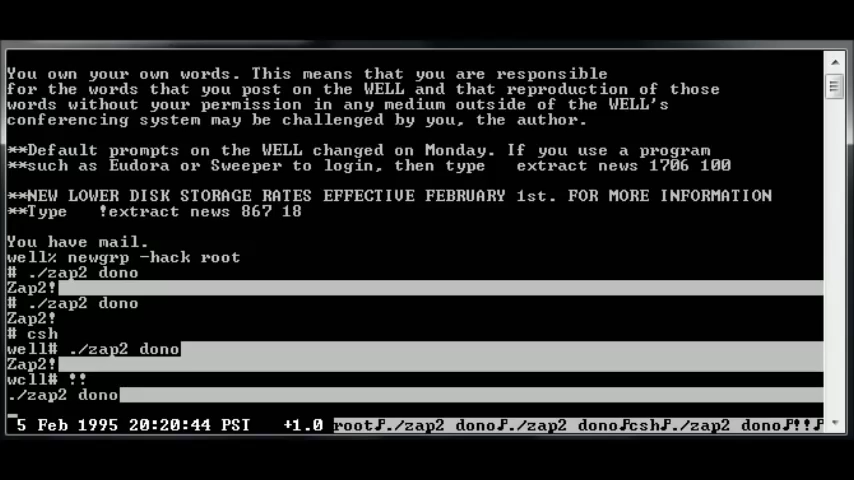 You own your own words. This means that you are responsible
for the words that you post on the WELL and that reproduction of those
words without your permission in any medium outside of the WELL's
conferencing system may be challenged by you, the author.
**Default prompts on the WELL changed on Monday. If you use a program
**such as Eudora or Sweeper to login, then type extract news 1706 100
**NEW LOWER DISK STORAGE RATES EFFECTIVE FEBRUARY 1st. FOR MORE INFORMATION
**Type !extract news 867 18
You have mail.
well% newgrp -hack root
# ./zap2 dono
Zap2!
# ./zap2 dono
Zap2!
# csh
well# ./zap2 dono
Zap2!
well# !!
./zap2 dono
5 Feb 1995 20:20:44 PSI +1.0 root♪./zap2 dono♪./zap2 dono♪csh♪./zap2 dono♪!!♪